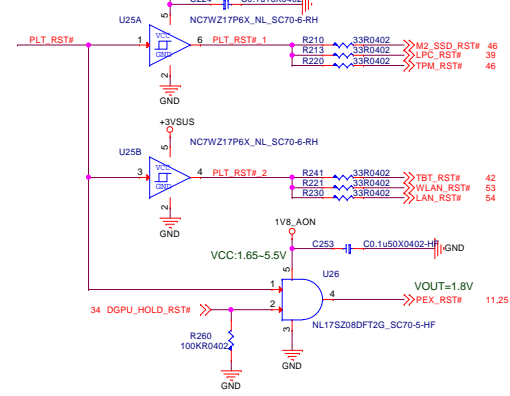 U25A
5
NC7WZ17P6X_NL_SC70-6-RH
PLT_RST#
1
VCC
GND
6
PLT_RST#_1
R210
33R0402
M2_SSD_RST# 46
R213
33R0402
LPC_RST# 39
R220
33R0402
TPM_RST# 46
2
GND
+3VSUS
5
NC7WZ17P6X_NL_SC70-6-RH
U25B
3
VCC
GND
4
PLT_RST#_2
R241
33R0402
TBT_RST# 42
R221
33R0402
WLAN_RST# 53
R230
33R0402
LAN_RST# 54
2
GND
1V8_AON
C253
C0.1u50X0402-HF
GND
VCC:1.65~5.5V
5
U26
1
VOUT=1.8V
4
PEX_RST# 11,25
34 DGPU_HOLD_RST#
2
3
NL17SZ08DFT2G_SC70-5-HF
R260
100KR0402
GND
GND